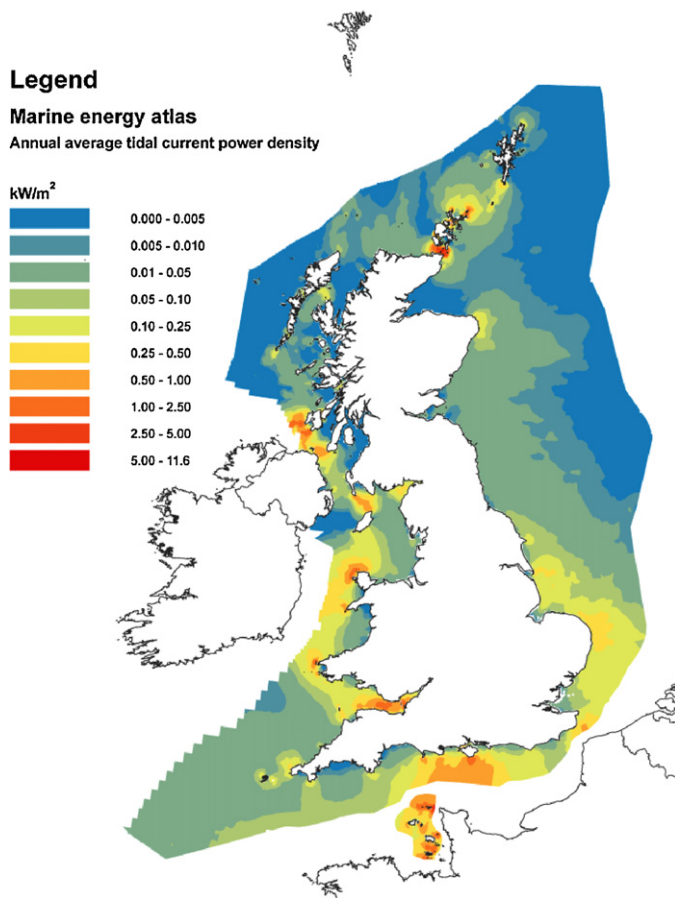 Legend
Marine energy atlas
Annual average tidal current power density
kW/m²
0.000 - 0.005
0.005 - 0.010
0.01 - 0.05
0.05 - 0.10
0.10 - 0.25
0.25 - 0.50
0.50 - 1.00
1.00 - 2.50
2.50 - 5.00
5.00 - 11.6